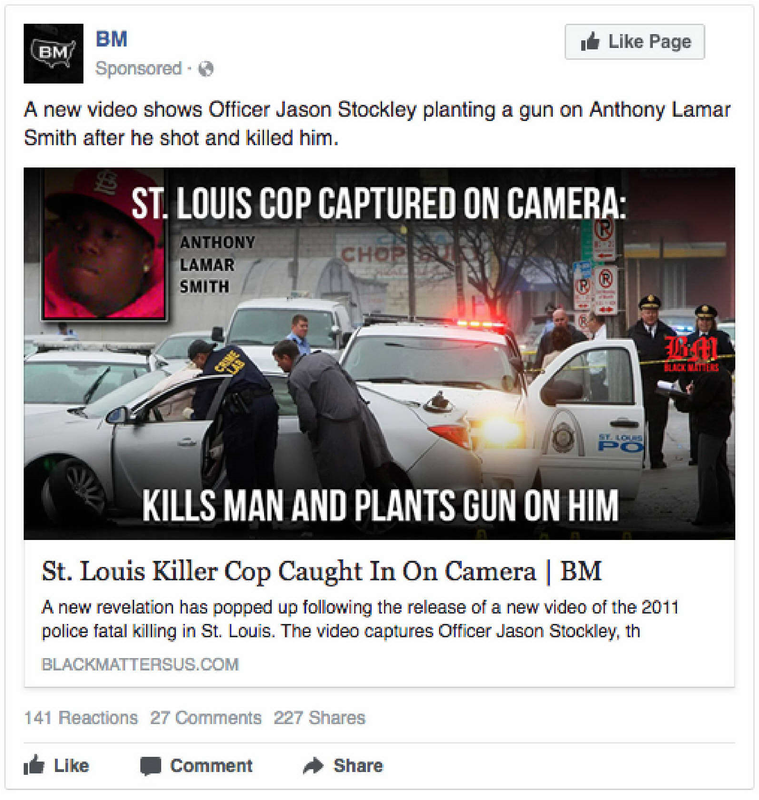 BM
BM
Like Page
Sponsored ·
A new video shows Officer Jason Stockley planting a gun on Anthony Lamar
Smith after he shot and killed him.
ST. LOUIS COP CAPTURED ON CAMERA:
ANTHONY
LAMAR
SMITH
CHOP
CRIME
LAB
BM
BLACK MATTERS
ST. LOUIS
PO
KILLS MAN AND PLANTS GUN ON HIM
St. Louis Killer Cop Caught In On Camera | BM
A new revelation has popped up following the release of a new video of the 2011
police fatal killing in St. Louis. The video captures Officer Jason Stockley, th
BLACKMATTERSUS.COM
141 Reactions 27 Comments 227 Shares
Like Comment Share